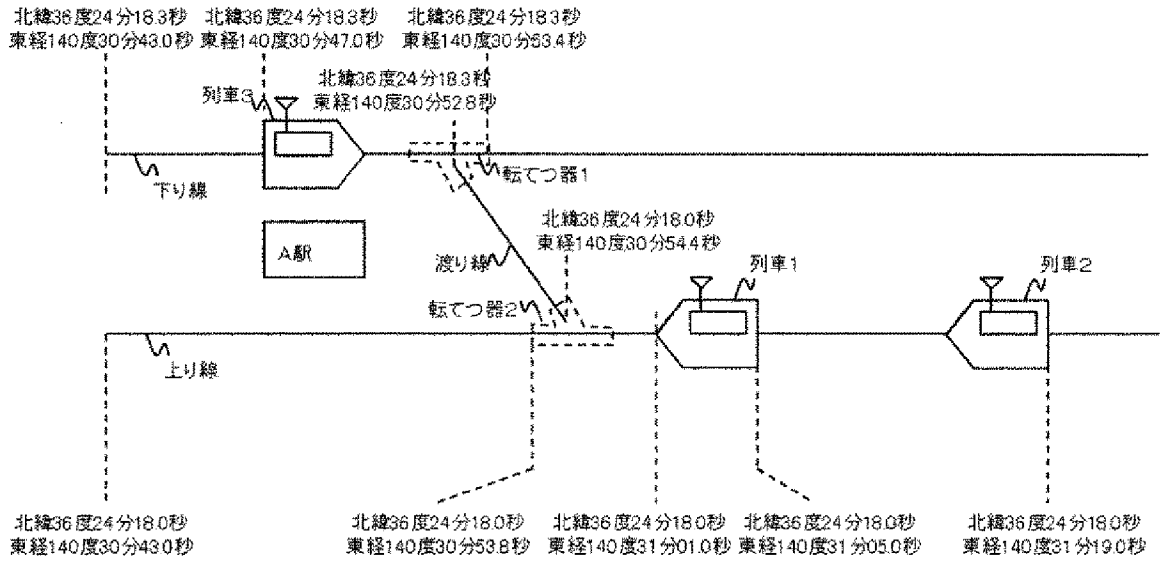 北緯36度24分18.3秒
東経140度30分43.0秒
北緯36度24分18.3秒
東経140度30分47.0秒
北緯36度24分18.3秒
東経140度30分53.4秒
北緯36度24分18.3秒
東経140度30分52.8秒
列車3
転てつ器1
下り線
北緯36度24分18.0秒
東経140度30分54.4秒
A駅
渡り線
列車1
列車2
転てつ器2
上り線
北緯36度24分18.0秒
東経140度30分43.0秒
北緯36度24分18.0秒
東経140度30分53.8秒
北緯36度24分18.0秒
東経140度31分01.0秒
北緯36度24分18.0秒
東経140度31分05.0秒
北緯36度24分18.0秒
東経140度31分19.0秒